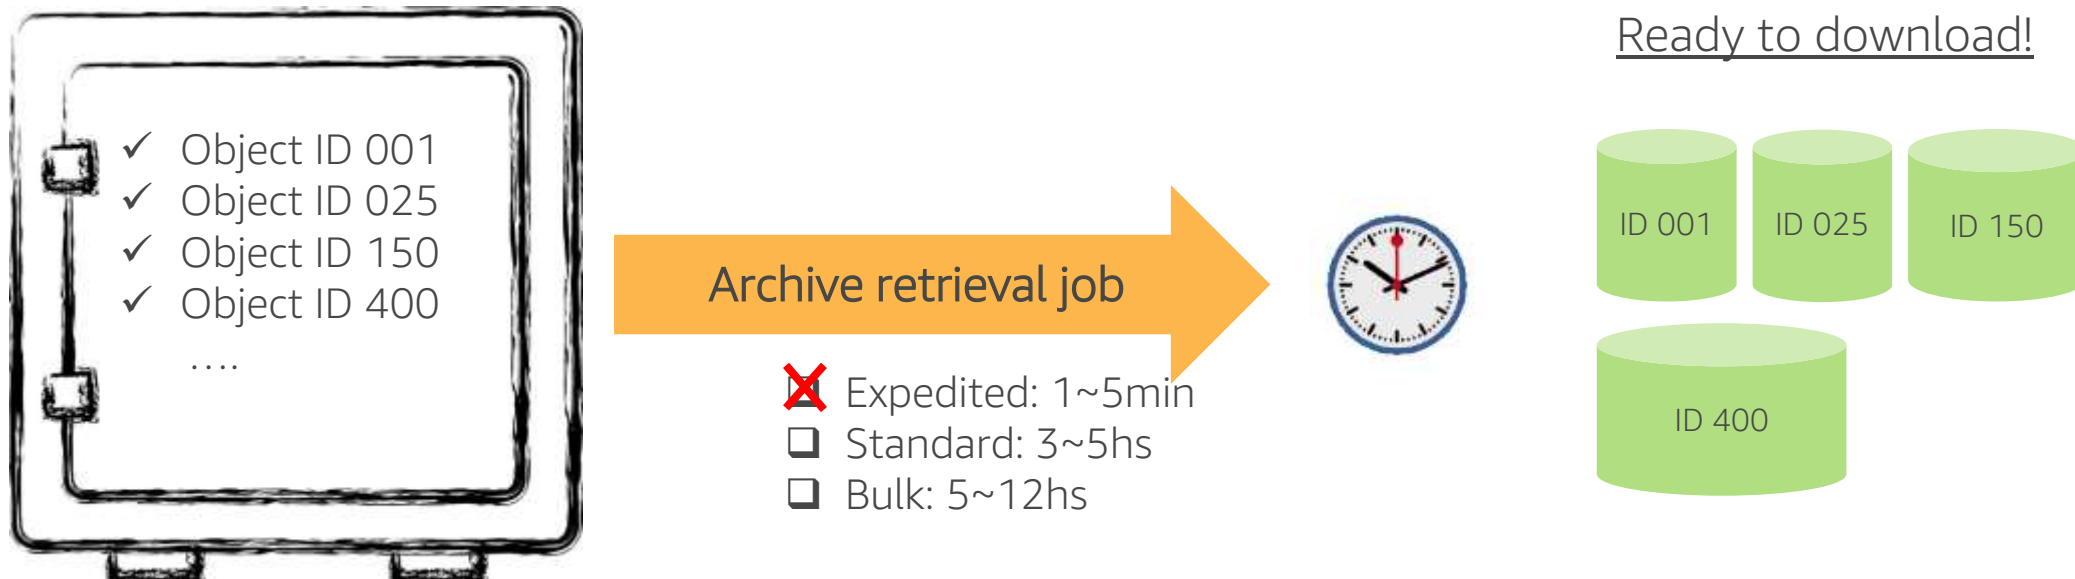 Ready to download!
✓ Object ID 001
✓ Object ID 025
✓ Object ID 150
✓ Object ID 400
....
Archive retrieval job
Expedited: 1~5min
Standard: 3~5hs
Bulk: 5~12hs
ID 001
ID 025
ID 150
ID 400